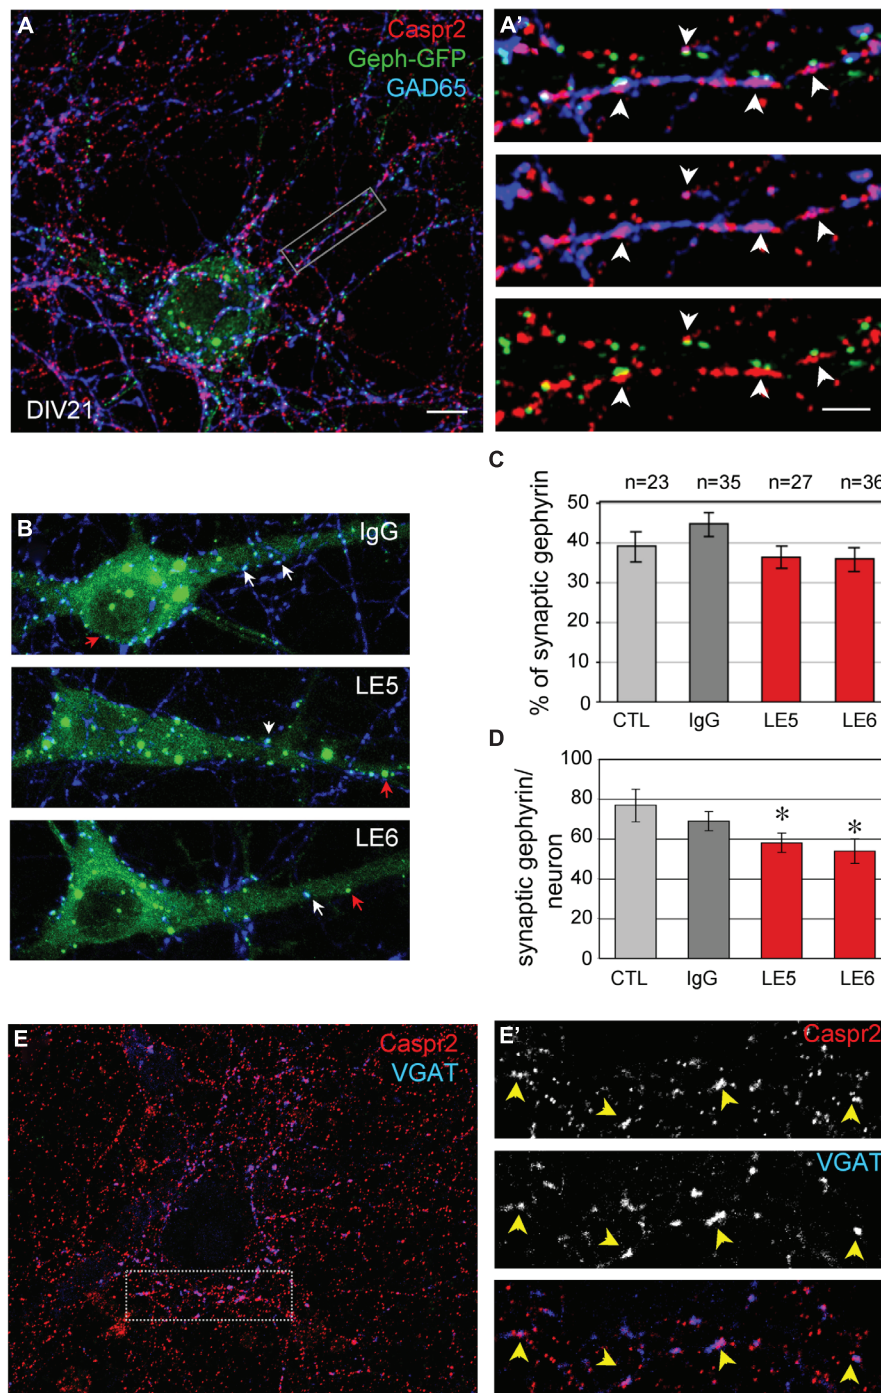 A
Caspr2
Geph-GFP
GAD65
DIV21
A'
B
IgG
LE5
LE6
C
n=23 n=35 n=27 n=36
% of synaptic gephyrin
50
40
30
20
10
0
CTL IgG LE5 LE6
D
synaptic gephyrin/
neuron
100
80
60
40
20
0
* *
CTL IgG LE5 LE6
E
Caspr2
VGAT
E'
Caspr2
VGAT